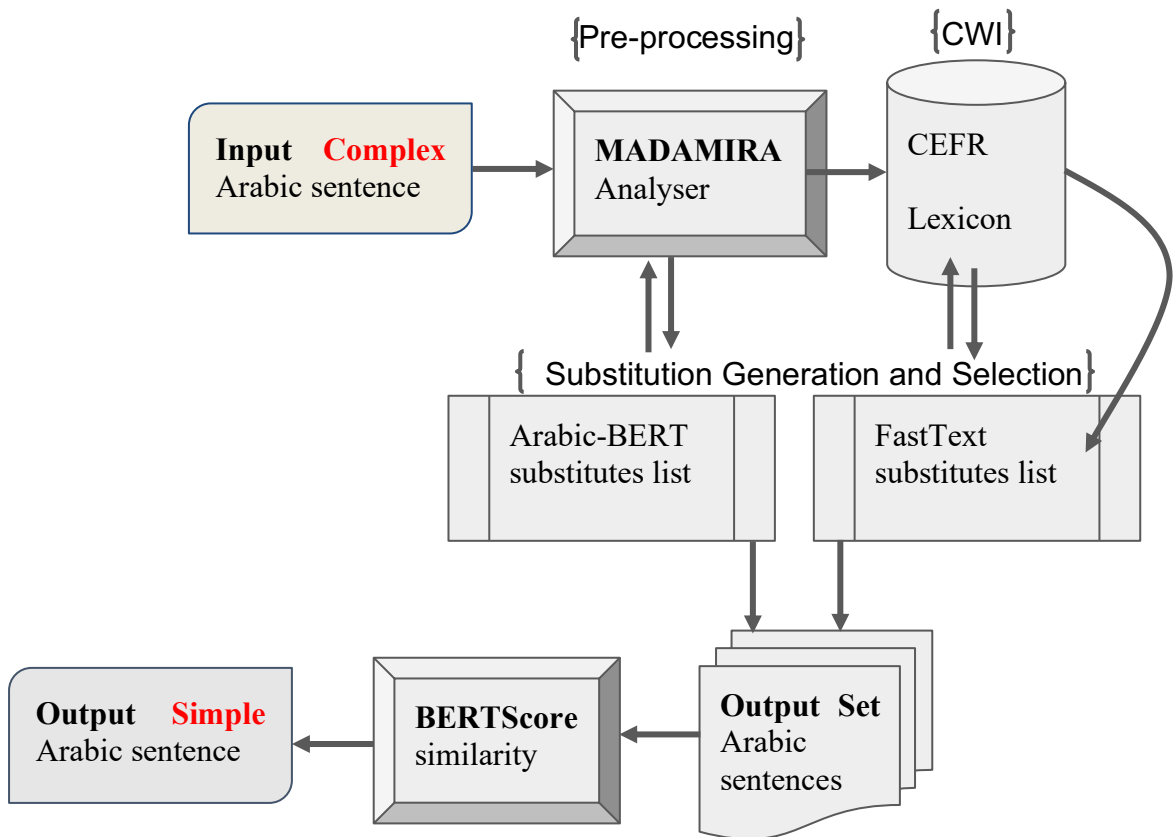 {Pre-processing}
{CWI}
Input Complex
Arabic sentence
MADAMIRA
Analyser
CEFR
Lexicon
{ Substitution Generation and Selection}
Arabic-BERT
substitutes list
FastText
substitutes list
Output Simple
Arabic sentence
BERTScore
similarity
Output Set
Arabic
sentences